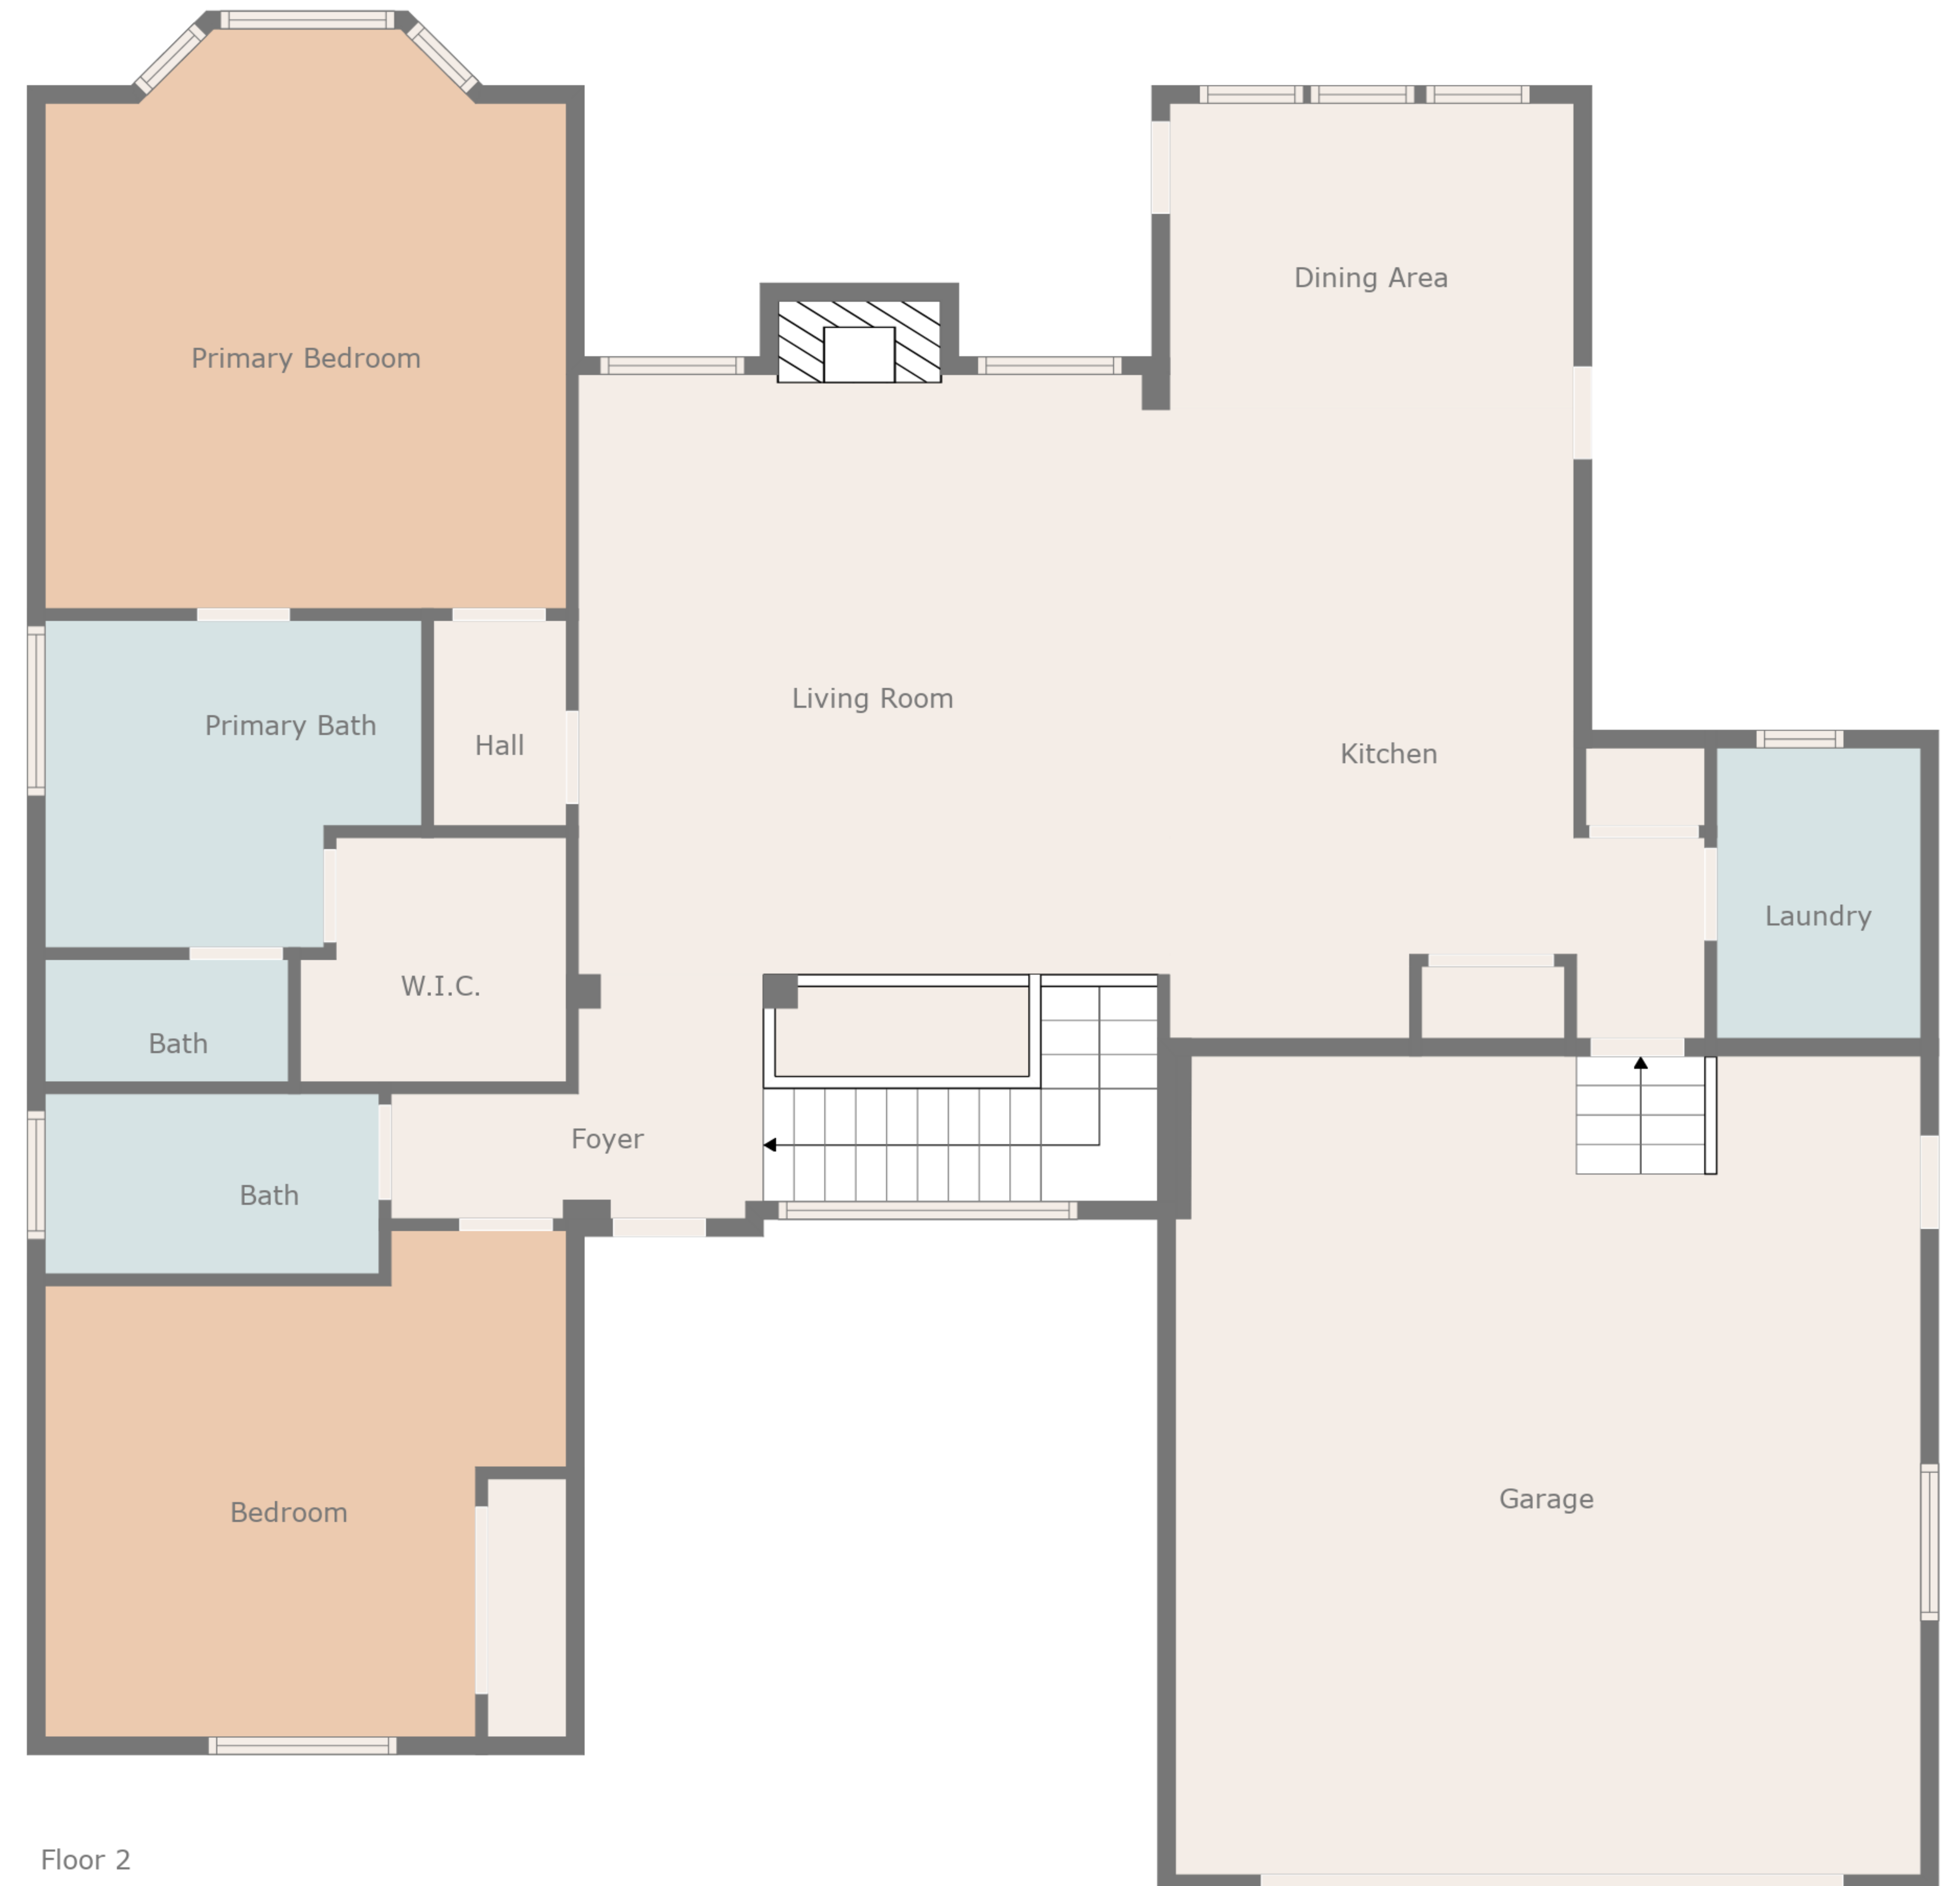 Dining Area
Primary Bedroom
Living Room
Primary Bath
Hall
Kitchen
Laundry
W.I.C.
Bath
Foyer
Bath
Garage
Bedroom
Floor 2